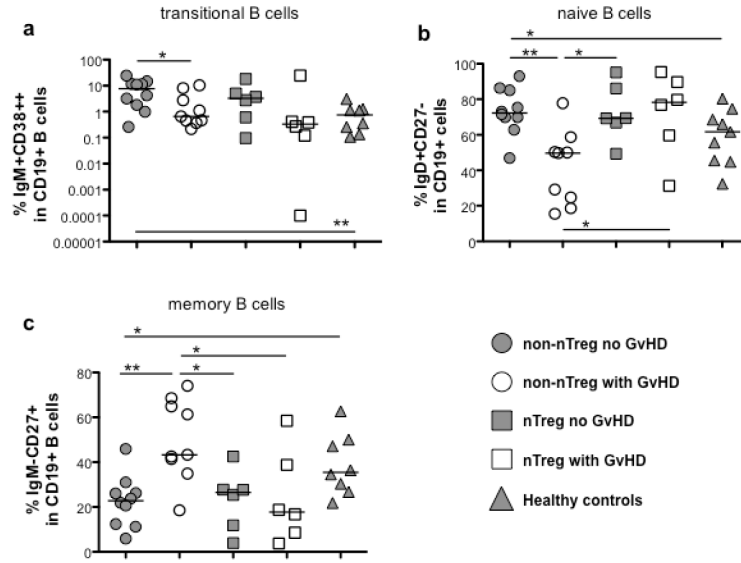 a
transitional B cells
% IgM+CD38++
in CD19+ B cells
100
10
1
0.1
0.01
0.001
0.0001
0.00001
*
**
b
naive B cells
% IgD+CD27-
in CD19+ cells
100
80
60
40
20
0
*
**
*
*
c
memory B cells
% IgM-CD27+
in CD19+ B cells
80
60
40
20
0
*
*
**
*
non-nTreg no GvHD
non-nTreg with GvHD
nTreg no GvHD
nTreg with GvHD
Healthy controls